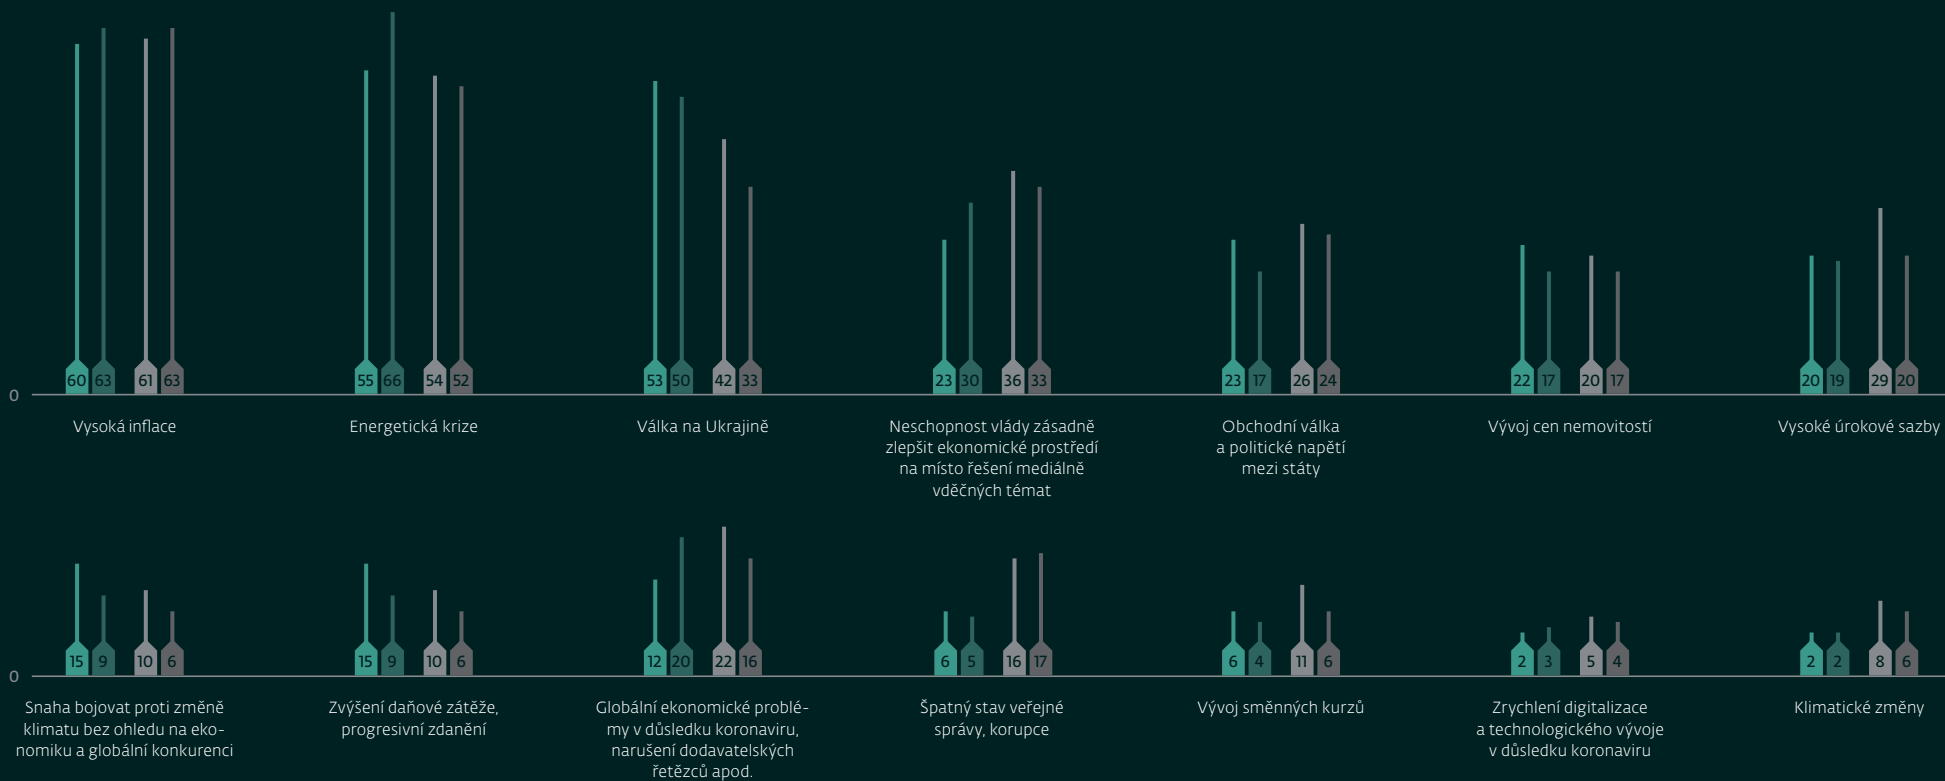 60 63 61 63
55 66 54 52
53 50 42 33
23 30 36 33
23 17 26 24
22 17 20 17
20 19 29 20
0
Vysoká inflace
Energetická krize
Válka na Ukrajině
Neschopnost vlády zásadně
zlepšit ekonomické prostředí
na místo řešení mediálně
vděčných témat
Obchodní válka
a politické napětí
mezi státy
Vývoj cen nemovitostí
Vysoké úrokové sazby
15 9 10 6
15 9 10 6
12 20 22 16
6 5 16 17
6 4 11 6
2 3 5 4
2 2 8 6
0
Snaha bojovat proti změně
klimatu bez ohledu na eko-
nomiku a globální konkurenci
Zvýšení daňové zátěže,
progresivní zdanění
Globální ekonomické problé-
my v důsledku koronaviru,
narušení dodavatelských
řetězců apod.
Špatný stav veřejné
správy, korupce
Vývoj směnných kurzů
Zrychlení digitalizace
a technologického vývoje
v důsledku koronaviru
Klimatické změny